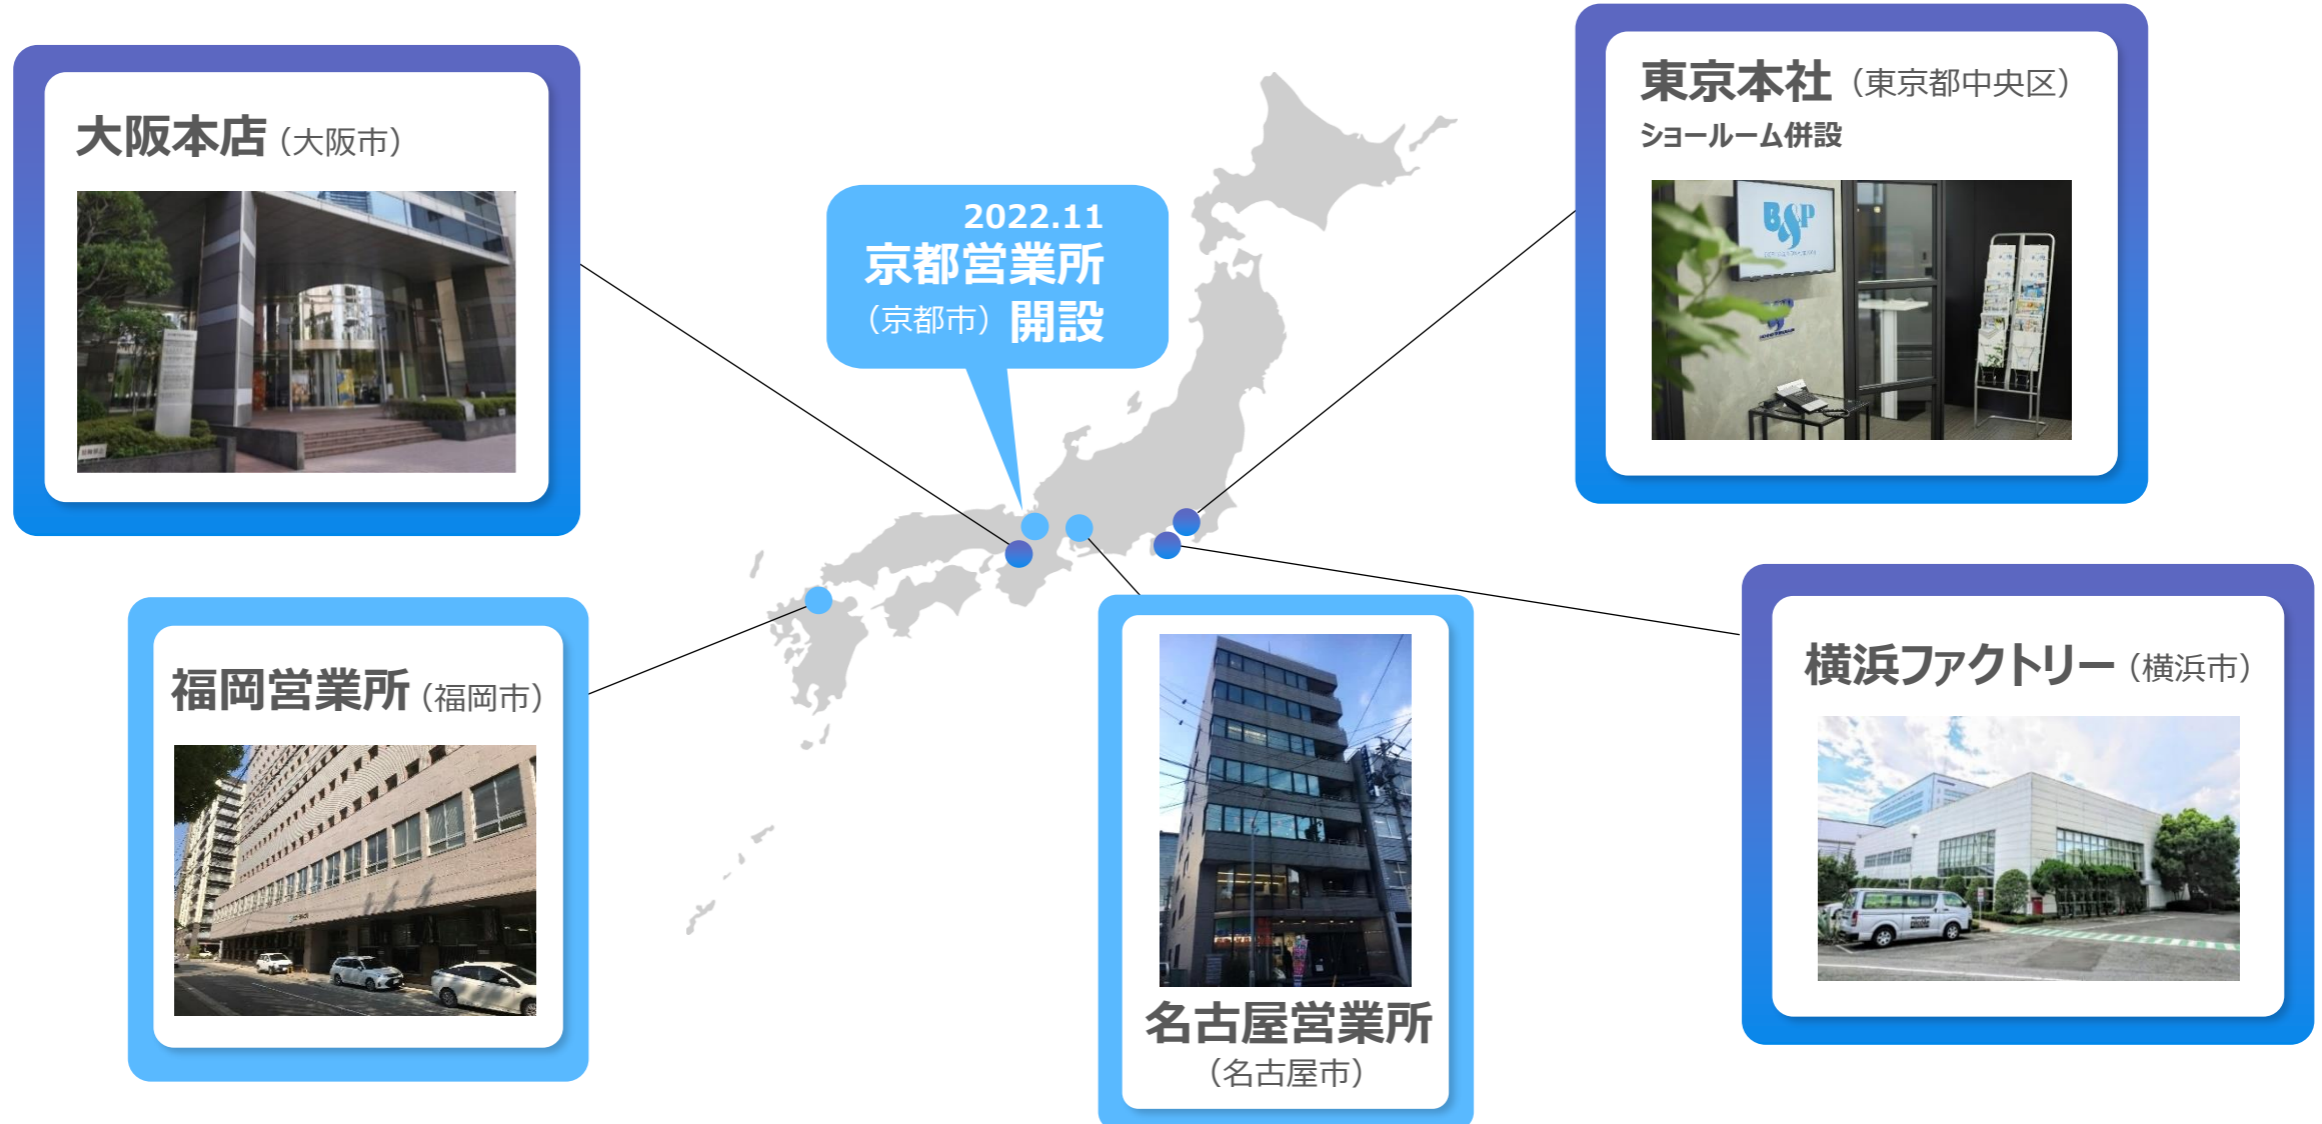 大阪本店（大阪市）
2022.11
京都営業所
（京都市）開設
東京本社（東京都中央区）
ショールーム併設
B&P
福岡営業所（福岡市）
名古屋営業所
（名古屋市）
横浜ファクトリー（横浜市）